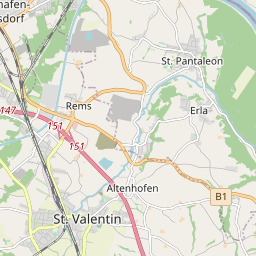 hafen-
sdorf
St. Pantaleon
Rems
Erla
147
151
151
Altenhofen
B1
St. Valentin